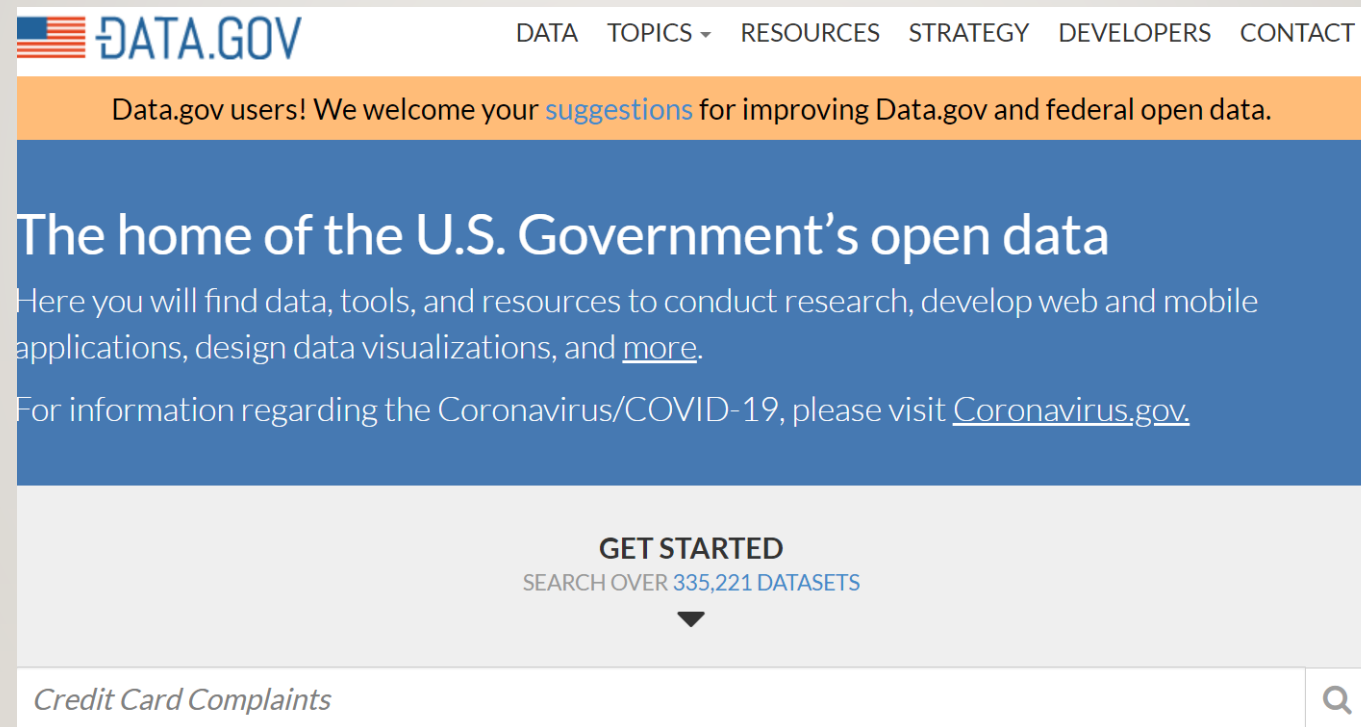 DATA.GOV
DATA TOPICS RESOURCES STRATEGY DEVELOPERS CONTACT
Data.gov users! We welcome your suggestions for improving Data.gov and federal open data.
The home of the U.S. Government’s open data
Here you will find data, tools, and resources to conduct research, develop web and mobile
applications, design data visualizations, and more.
For information regarding the Coronavirus/COVID-19, please visit Coronavirus.gov.
GET STARTED
SEARCH OVER 335,221 DATASETS
Credit Card Complaints